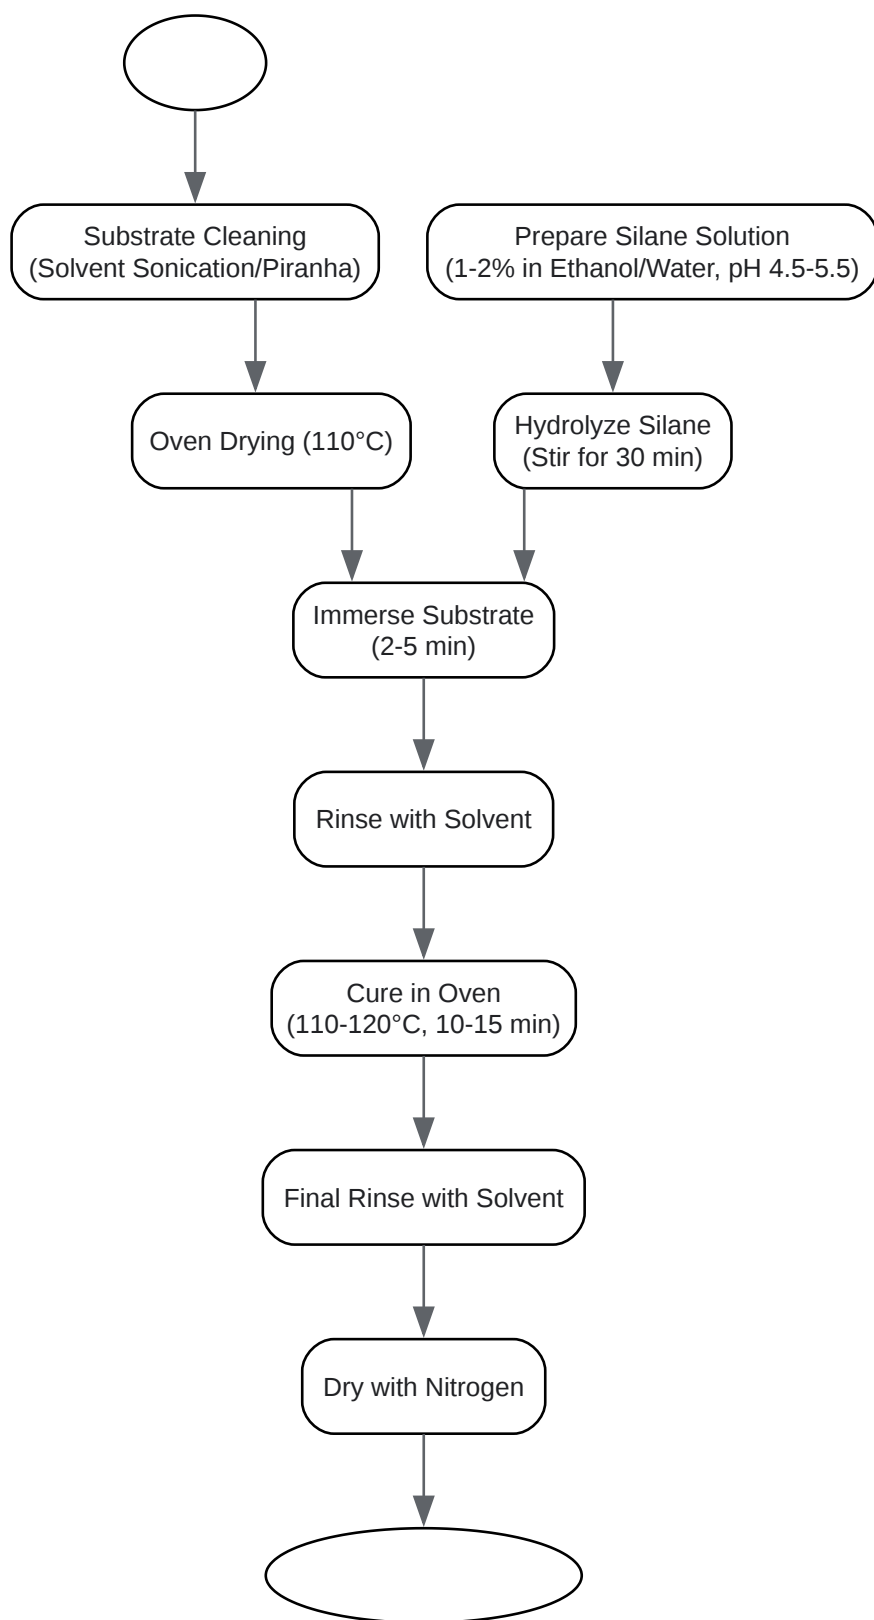 Substrate Cleaning
(Solvent Sonication/Piranha)
Prepare Silane Solution
(1-2% in Ethanol/Water, pH 4.5-5.5)
Oven Drying (110°C)
Hydrolyze Silane
(Stir for 30 min)
Immerse Substrate
(2-5 min)
Rinse with Solvent
Cure in Oven
(110-120°C, 10-15 min)
Final Rinse with Solvent
Dry with Nitrogen